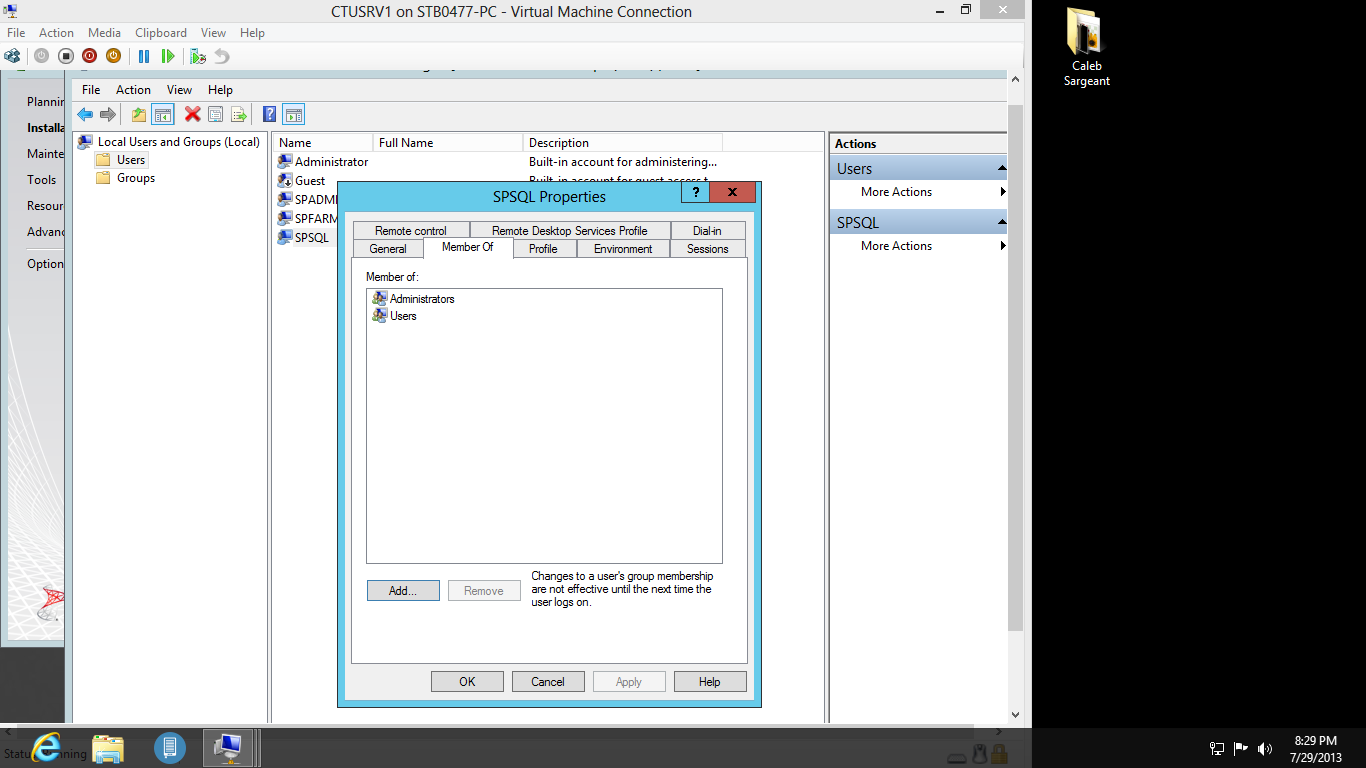 CTUSRV1 on STB0477-PC - Virtual Machine Connection
File Action Media Clipboard View Help
File Action View Help
Plannin
Installa
Mainte
Tools
Resour
Advanc
Option
Local Users and Groups (Local)
Users
Groups
Name Full Name Description
Administrator Built-in account for administering...
Guest Built-in account for guest access t
SPADMI
SPFARM
SPSQL
SPSQL Properties
? x
Remote control Remote Desktop Services Profile Dial-in
General Member Of Profile Environment Sessions
Member of:
Administrators
Users
Add... Remove
Changes to a user's group membership
are not effective until the next time the
user logs on.
OK Cancel Apply Help
Actions
Users
More Actions
SPSQL
More Actions
Caleb
Sargeant
8:29 PM
7/29/2013